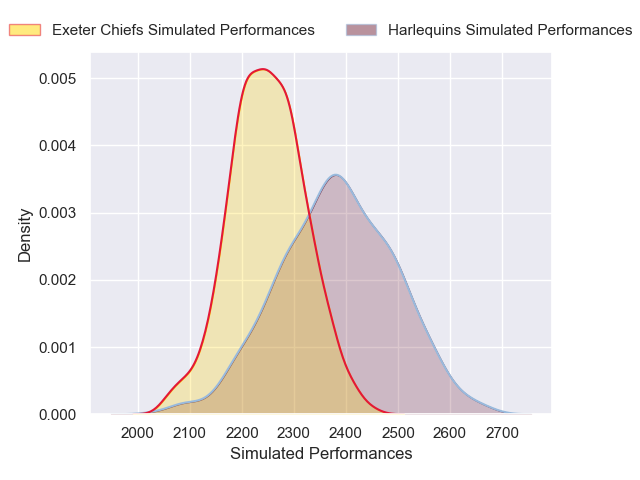 Exeter Chiefs Simulated Performances
Harlequins Simulated Performances
0.005
0.004
0.003
0.002
0.001
0.000
Density
2000 2100 2200 2300 2400 2500 2600 2700
Simulated Performances